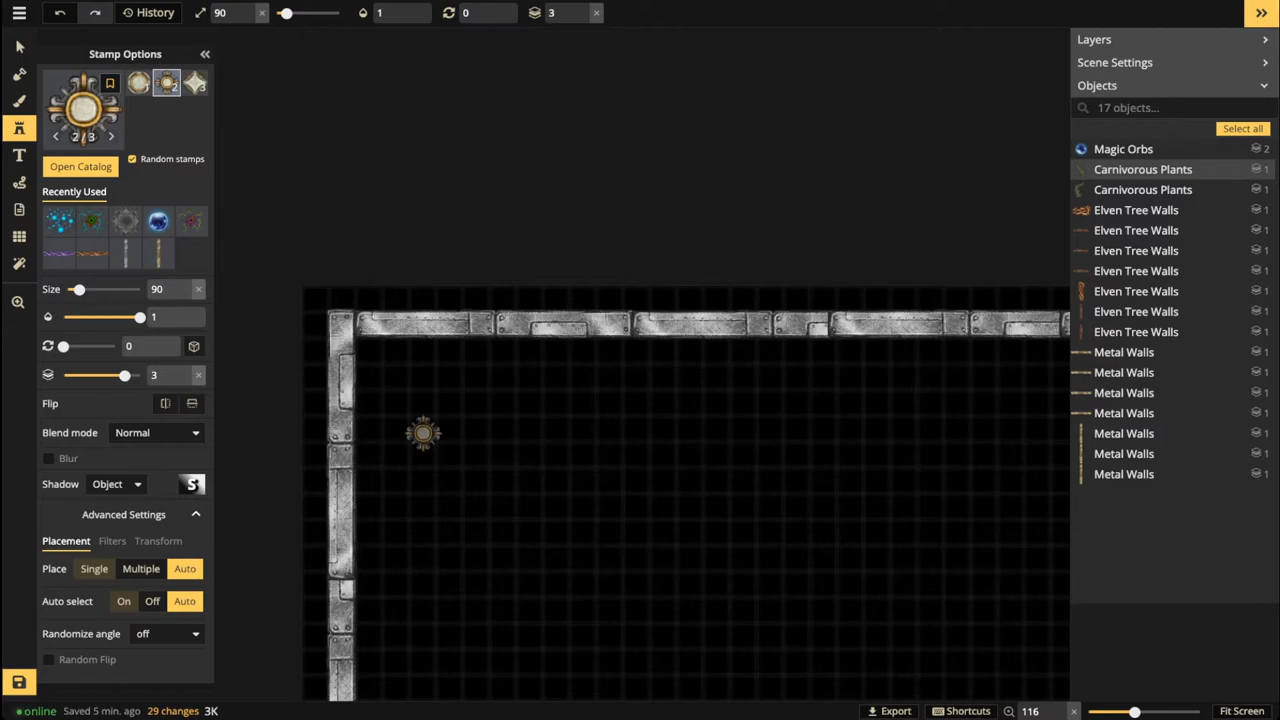 History 90 1 0 3
Stamp Options
2
3
2/3
Open Catalog
Random stamps
Recently Used
Size 90
1
0
3
Flip
Blend mode Normal
Blur
Shadow Object S
Advanced Settings
Placement Filters Transform
Place Single Multiple Auto
Auto select On Off Auto
Randomize angle off
Random Flip
Layers
Scene Settings
Objects
17 objects...
Select all
Magic Orbs 2
Carnivorous Plants 1
Carnivorous Plants 1
Elven Tree Walls 1
Elven Tree Walls 1
Elven Tree Walls 1
Elven Tree Walls 1
Elven Tree Walls 1
Elven Tree Walls 1
Elven Tree Walls 1
Metal Walls 1
Metal Walls 1
Metal Walls 1
Metal Walls 1
Metal Walls 1
Metal Walls 1
Metal Walls 1
online Saved 5 min. ago 29 changes 3K Export Shortcuts 116 Fit Screen